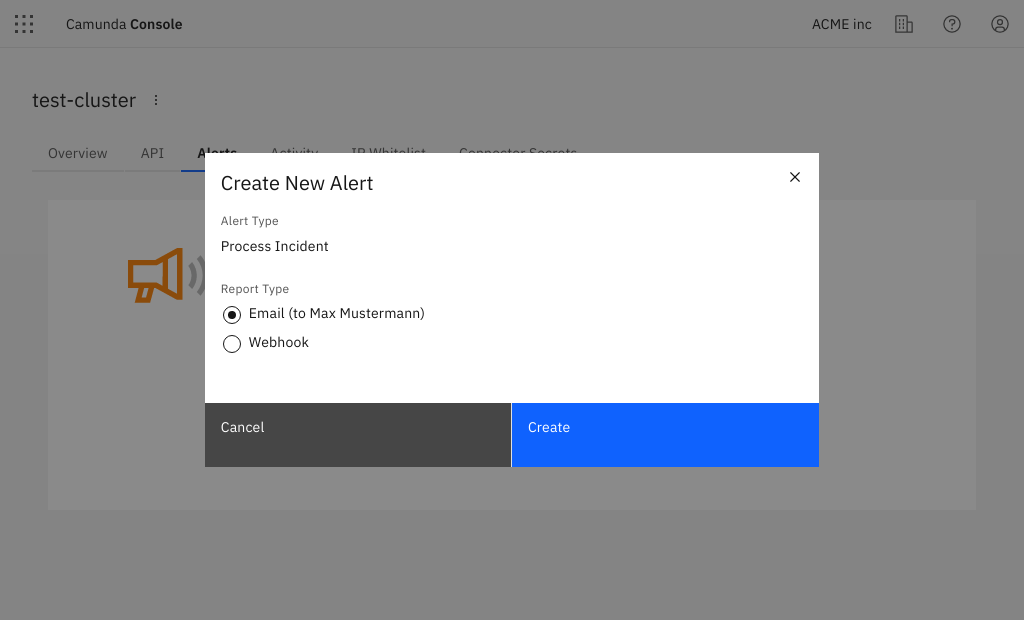 Camunda Console
ACME inc
test-cluster
Overview API Alerts Activity IP Whitelist Connector Secrets
Create New Alert
Alert Type
Process Incident
Report Type
Email (to Max Mustermann)
Webhook
Cancel
Create